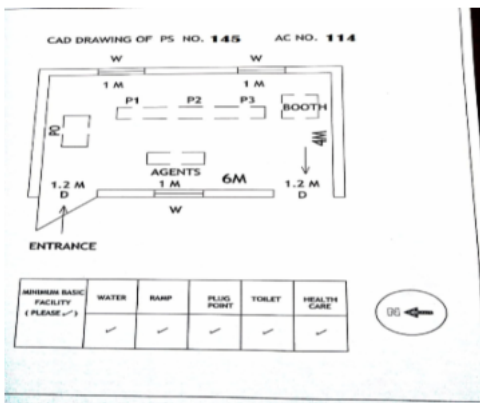 CAD DRAWING OF PS NO. 145 AC NO. 114
W W
1 M 1 M
P1 P2 P3
BOOTH
PO
4M
AGENTS
1.2 M 1 M 6M 1.2 M
D D
W
ENTRANCE
MINIMUM BASIC FACILITY ( PLEASE ✓ ) WATER RAMP PLUG POINT TOILET HEALTH CARE
✓ ✓ ✓ ✓ ✓
N